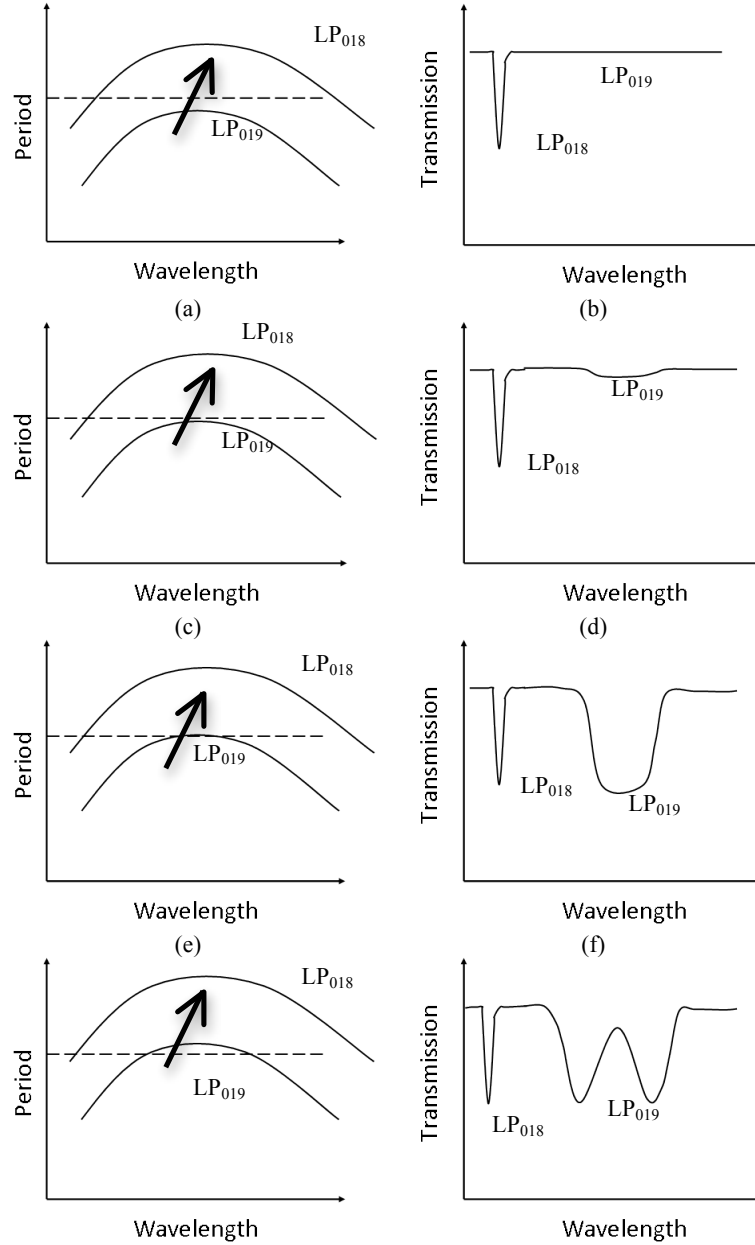 LP₀₁₈
Period
LP₀₁₉
Wavelength
(a)
Transmission
LP₀₁₉
LP₀₁₈
(b)
LP₀₁₈
Period
LP₀₁₉
Wavelength
(c)
Transmission
LP₀₁₉
LP₀₁₈
Wavelength
(d)
LP₀₁₈
Period
LP₀₁₉
Wavelength
(e)
Transmission
LP₀₁₈
LP₀₁₉
Wavelength
(f)
LP₀₁₈
Period
LP₀₁₉
Wavelength
Transmission
LP₀₁₈
LP₀₁₉
Wavelength